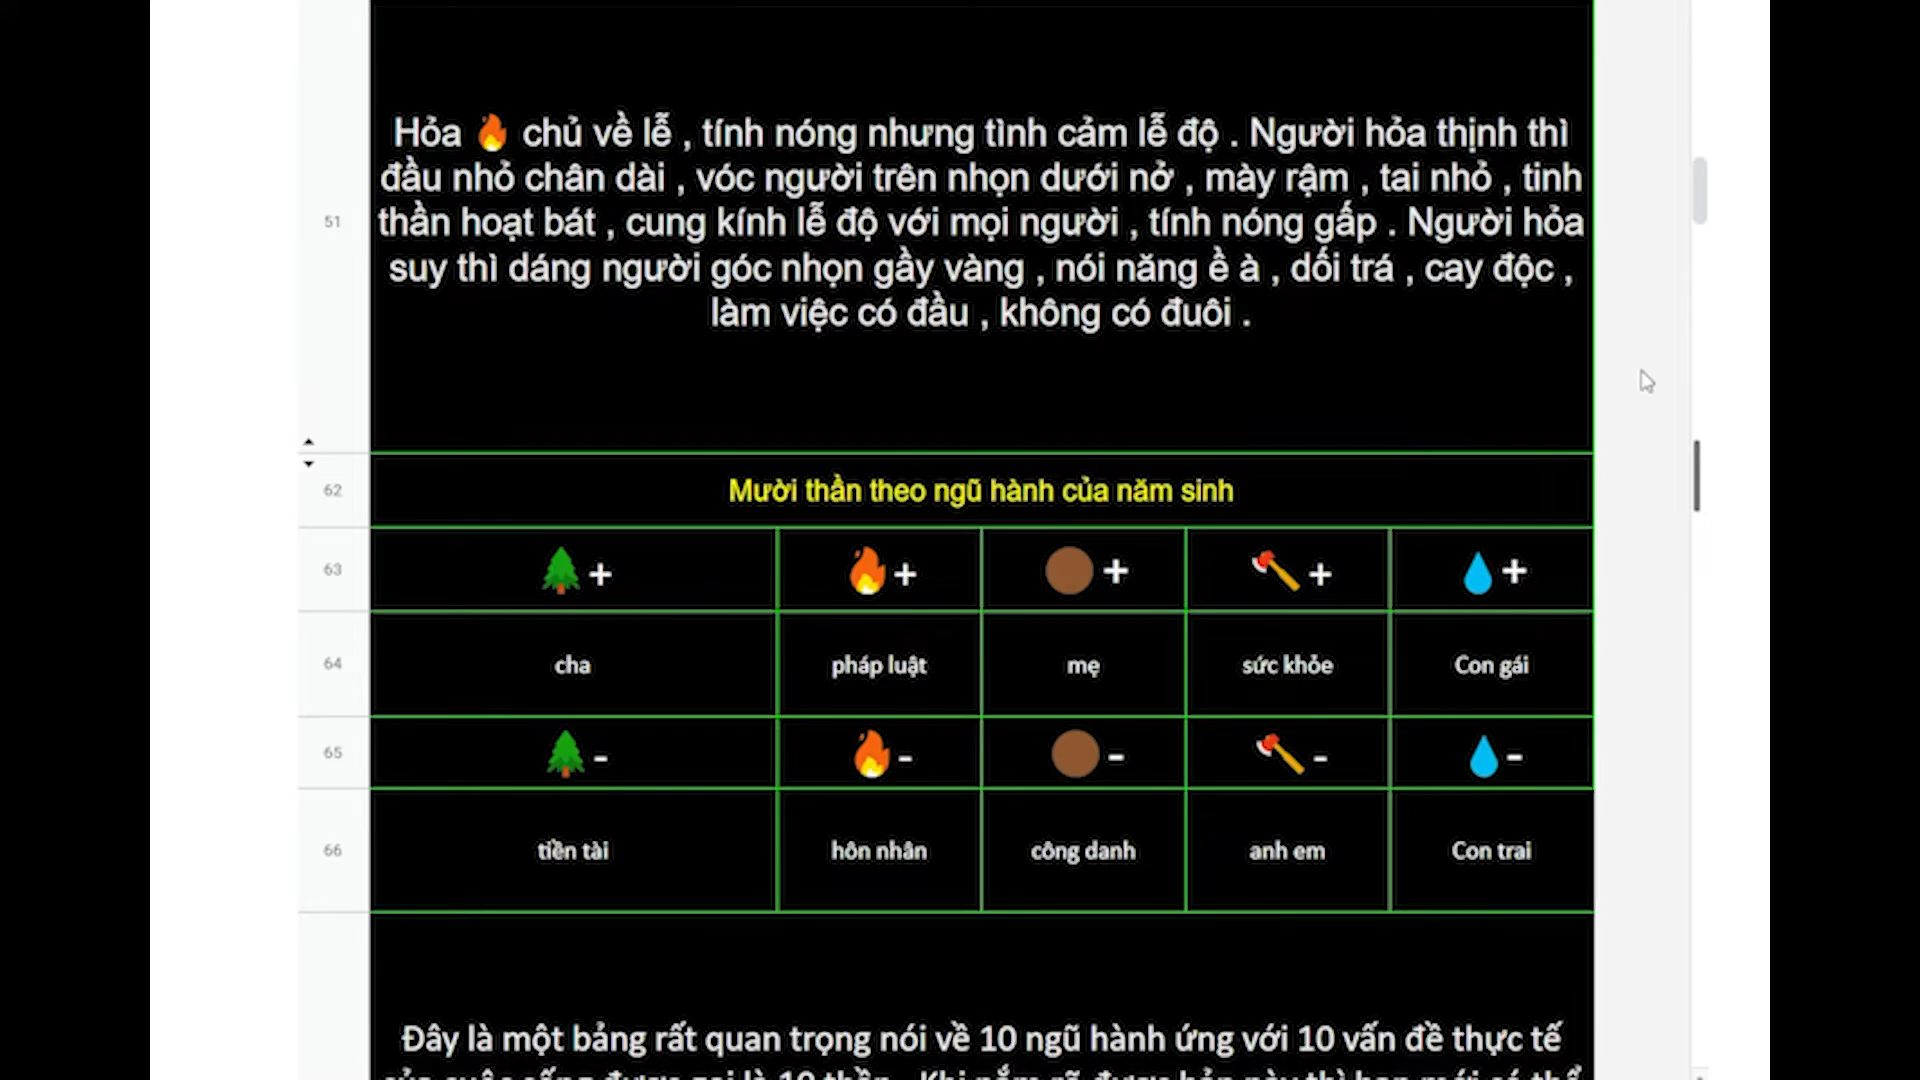 51
Hỏa 🔥 chủ về lễ , tính nóng nhưng tình cảm lễ độ . Người hỏa thịnh thì
đầu nhỏ chân dài , vóc người trên nhọn dưới nở , mày rậm , tai nhỏ , tinh
thần hoạt bát , cung kính lễ độ với mọi người , tính nóng gấp . Người hỏa
suy thì dáng người góc nhọn gầy vàng , nói năng ề à , dối trá , cay độc ,
làm việc có đầu , không có đuôi .
62 Mười thần theo ngũ hành của năm sinh
63 🌲+ 🔥+ 🟤+ 🪓+ 💧+
64 cha pháp luật mẹ sức khỏe Con gái
65 🌲- 🔥- 🟤- 🪓- 💧-
66 tiền tài hôn nhân công danh anh em Con trai
Đây là một bảng rất quan trọng nói về 10 ngũ hành ứng với 10 vấn đề thực tế